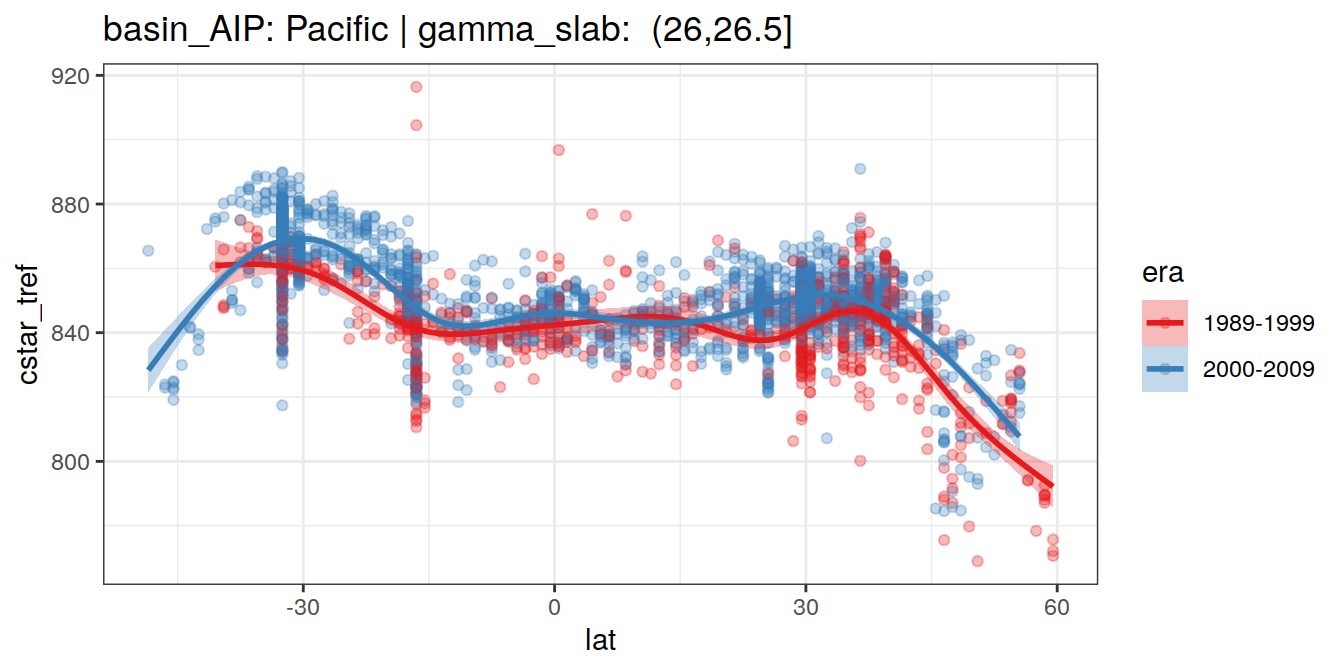 basin_AIP: Pacific | gamma_slab:  (26,26.5]
920
880
840
800
cstar_tref
-30
0
30
60
lat
era
1989-1999
2000-2009